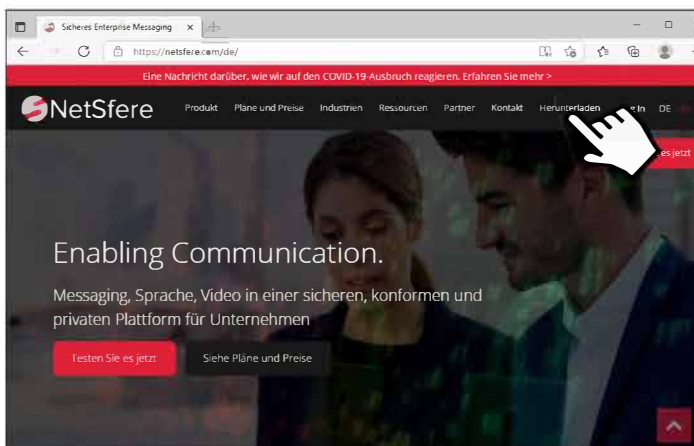 Sicheres Enterprise Messaging
https://netsfere.com/de/
Eine Nachricht darüber, wie wir auf den COVID-19-Ausbruch reagieren. Erfahren Sie mehr >
NetSfere Produkt Pläne und Preise Industrien Ressourcen Partner Kontakt Herunterladen In DE
es jetzt
Enabling Communication.
Messaging, Sprache, Video in einer sicheren, konformen und
privaten Plattform für Unternehmen
Testen Sie es jetzt Siehe Pläne und Preise